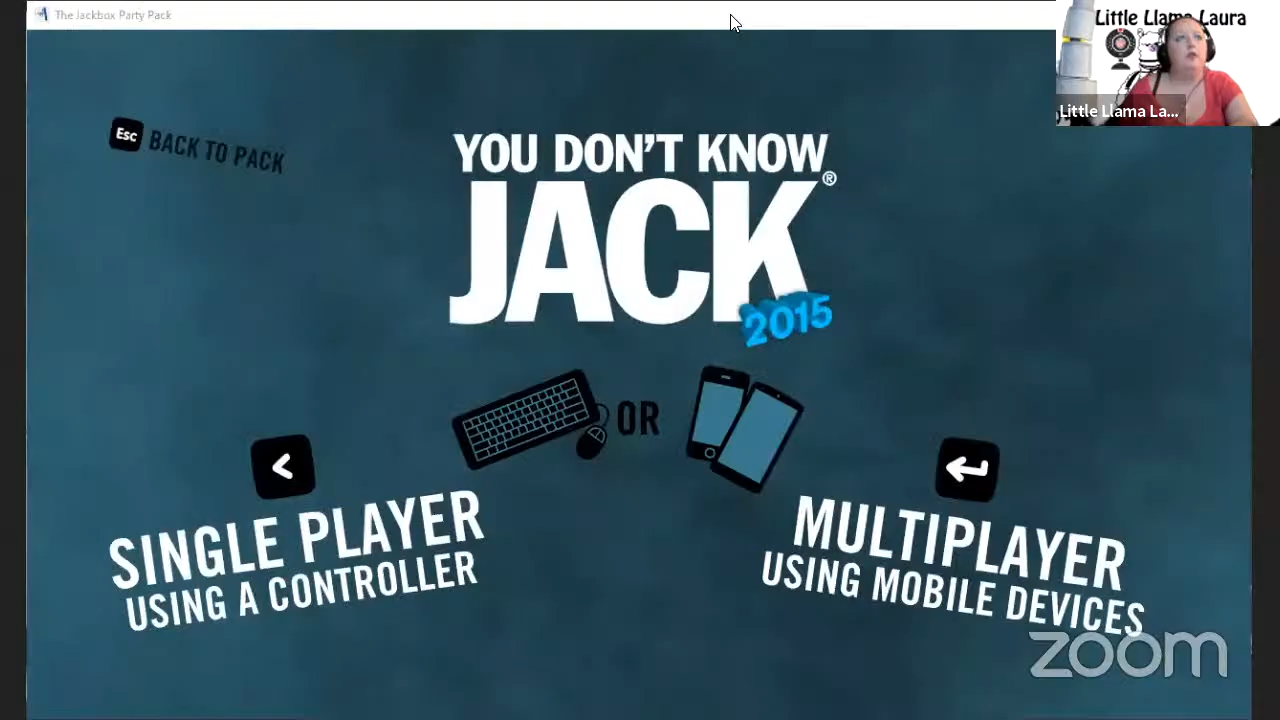 The Jackbox Party Pack
Little Llama Laura
Little Llama La...
Esc BACK TO PACK
YOU DON'T KNOW
JACK®
2015
OR
< 
SINGLE PLAYER
USING A CONTROLLER
MULTIPLAYER
USING MOBILE DEVICES
zoom